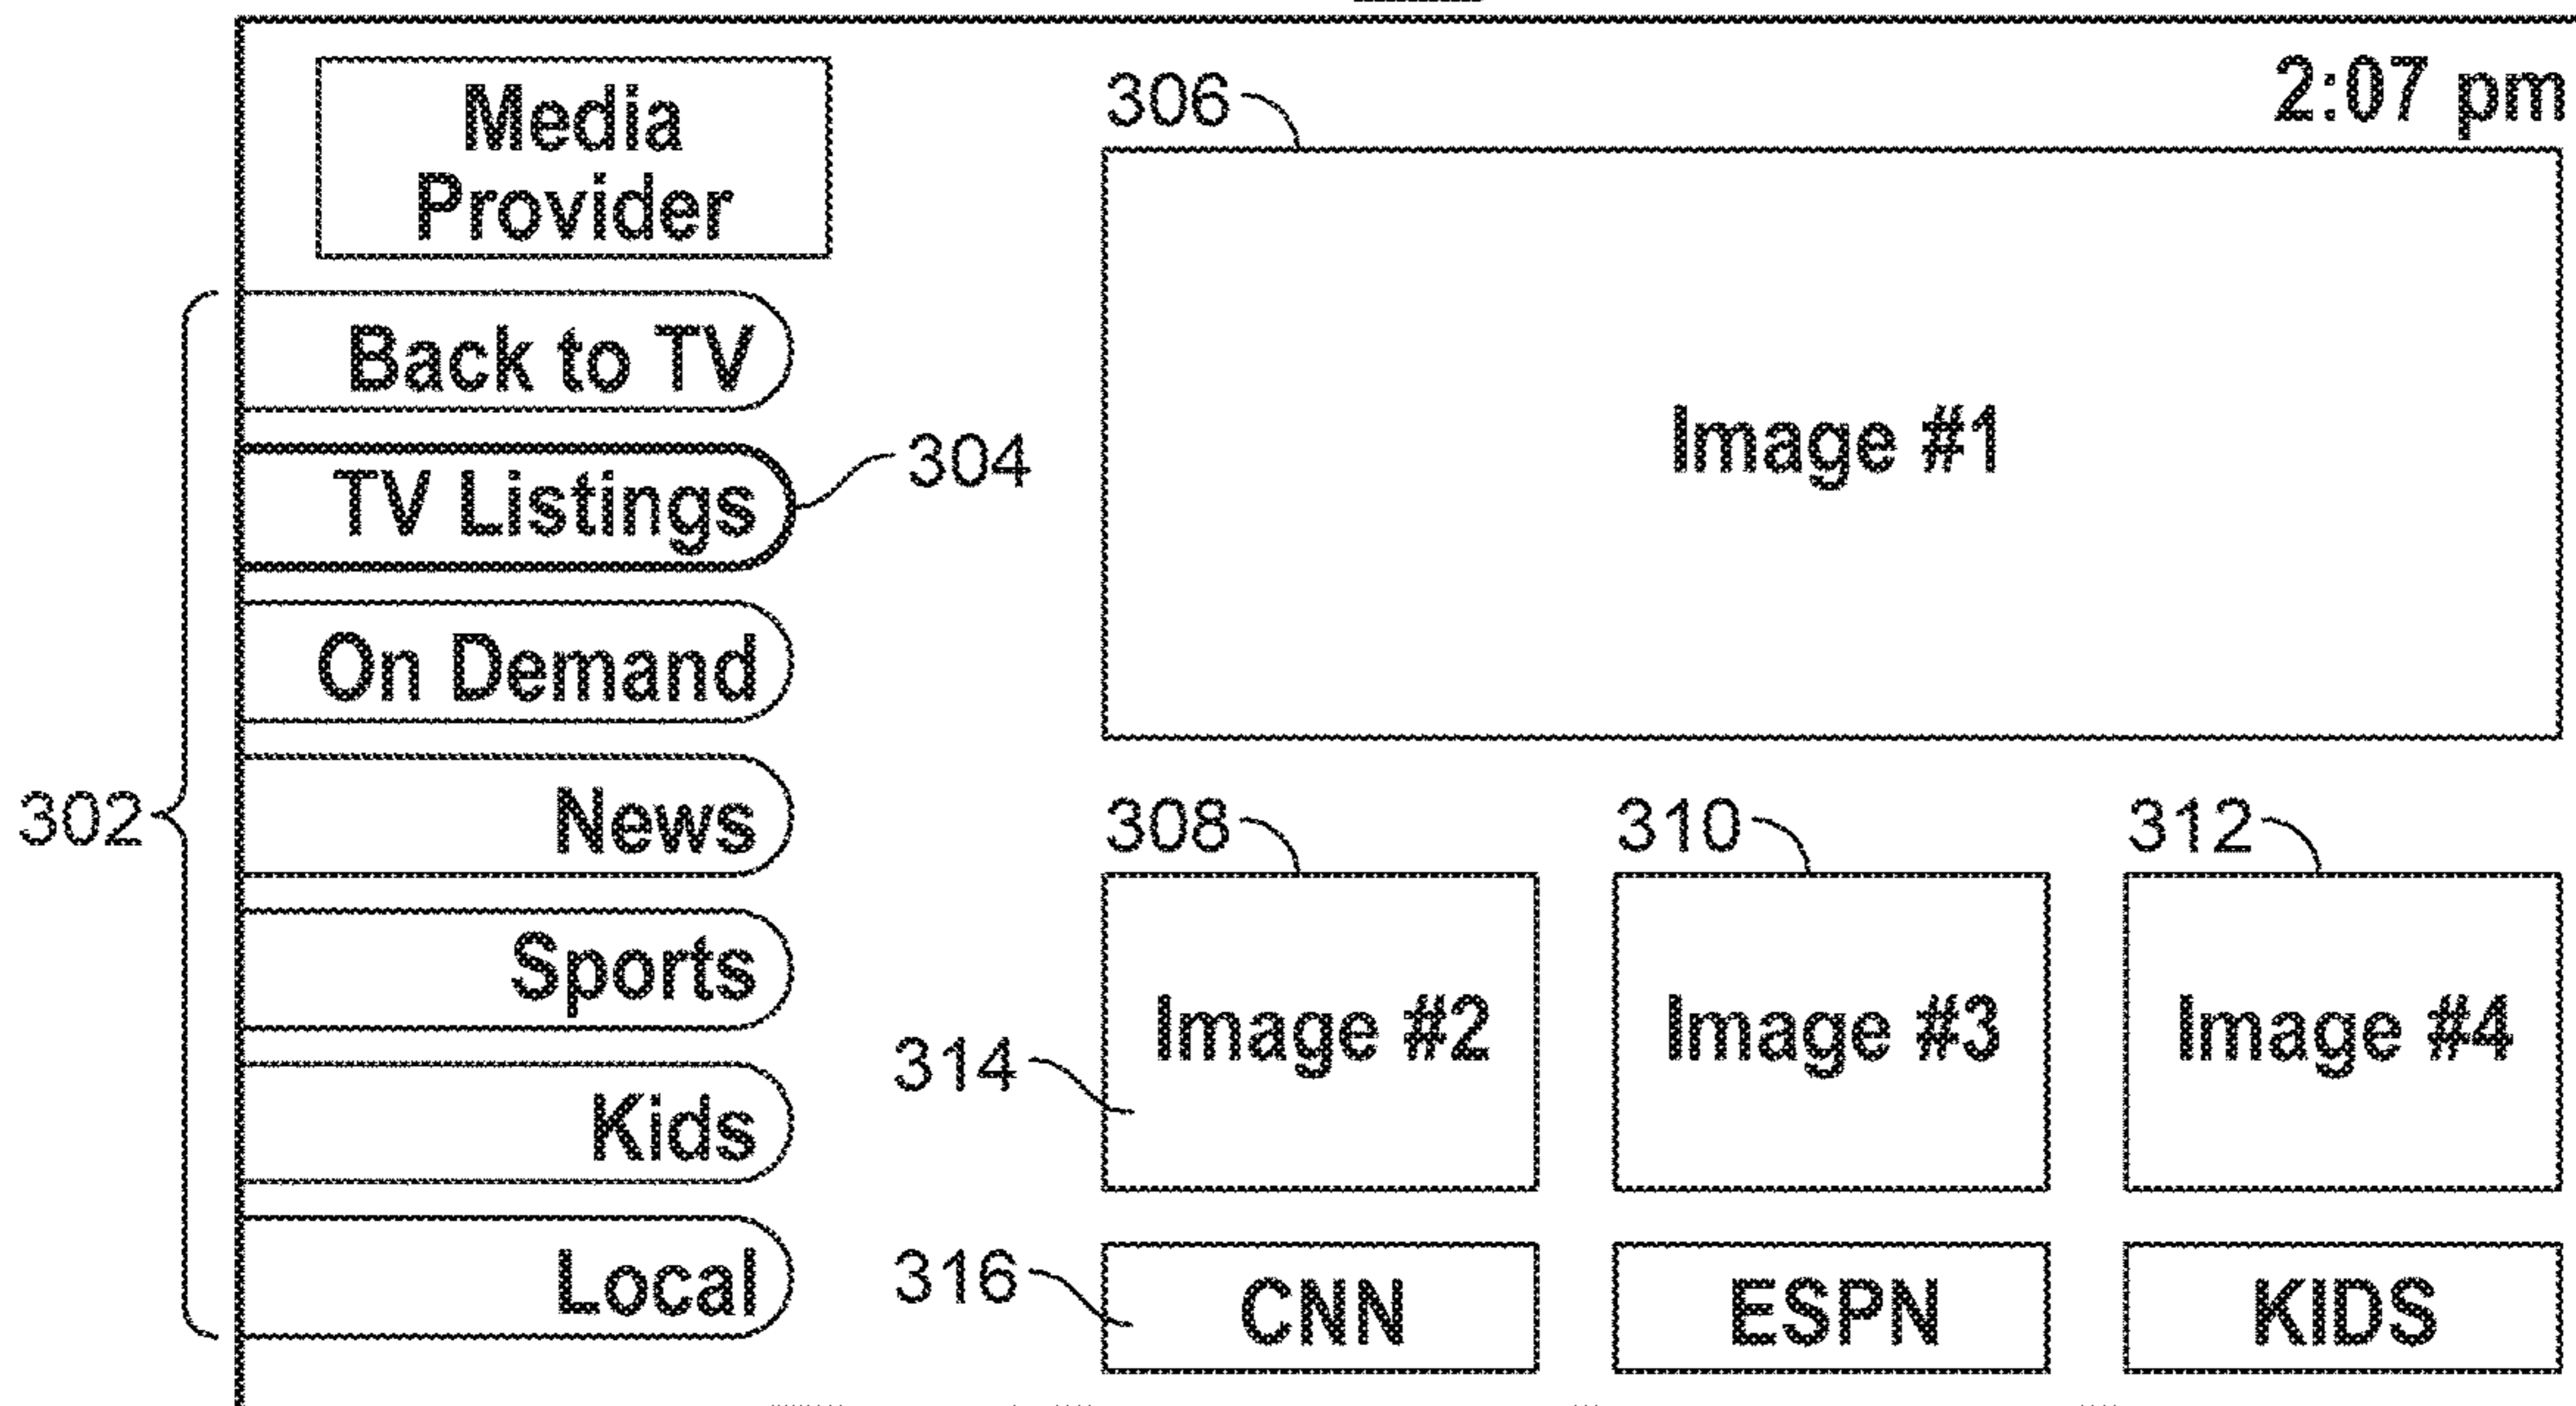 2:07 pm
Media
Provider
306
Image #1
Back to TV
TV Listings
304
On Demand
302
News
308
310
312
Sports
Image #2
Image #3
Image #4
314
Kids
Local
316
CNN
ESPN
KIDS